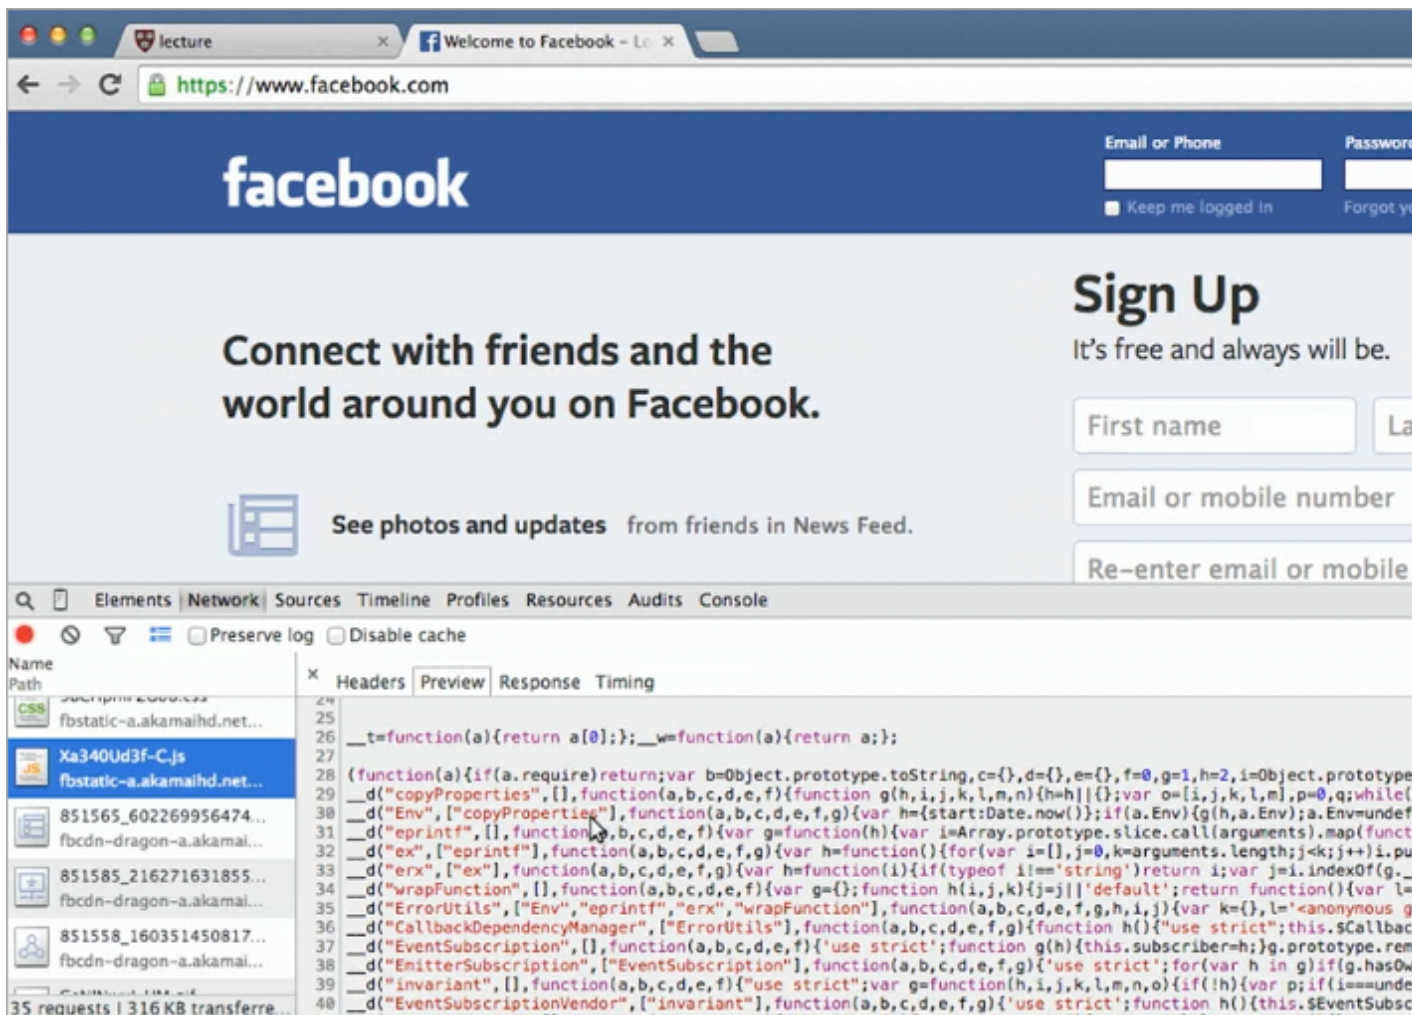 lecture
Welcome to Facebook – Lo
https://www.facebook.com
facebook
Email or Phone
Password
Keep me logged in
Forgot yo
Sign Up
It's free and always will be.
Connect with friends and the
world around you on Facebook.
First name
La
Email or mobile number
See photos and updates from friends in News Feed.
Re-enter email or mobile
Elements Network Sources Timeline Profiles Resources Audits Console
Preserve log Disable cache
Name
Path
Headers Preview Response Timing
CSS
fbstatic-a.akamaihd.net...
Xa340Ud3f-C.js
JS
fbstatic-a.akamaihd.net...
851565_602269956474...
fbcdn-dragon-a.akamai...
851585_216271631855...
fbcdn-dragon-a.akamai...
851558_160351450817...
fbcdn-dragon-a.akamai...
35 requests | 316 KB transferre...
24
25
26 __t=function(a){return a[0];};__w=function(a){return a;};
27
28 (function(a){if(a.require)return;var b=Object.prototype.toString,c={},d={},e={},f=0,g=1,h=2,i=Object.prototype
29 __d("copyProperties",[],function(a,b,c,d,e,f){function g(h,i,j,k,l,m,n){h=h||{};var o=[i,j,k,l,m],p=0,q;while(
30 __d("Env",["copyProperties"],function(a,b,c,d,e,f,g){var h={start:Date.now()};if(a.Env){g(h,a.Env);a.Env=undef
31 __d("eprintf",[],function(a,b,c,d,e,f){var g=function(h){var i=Array.prototype.slice.call(arguments).map(funct
32 __d("ex",["eprintf"],function(a,b,c,d,e,f,g){var h=function(){for(var i=[],j=0,k=arguments.length;j<k;j++)i.pu
33 __d("erx",["ex"],function(a,b,c,d,e,f,g){var h=function(i){if(typeof i!=='string')return i;var j=i.indexOf(g._
34 __d("wrapFunction",[],function(a,b,c,d,e,f){var g={};function h(i,j,k){j=j||'default';return function(){var l=
35 __d("ErrorUtils",["Env","eprintf","erx","wrapFunction"],function(a,b,c,d,e,f,g,h,i,j){var k={},l='<anonymous g
36 __d("CallbackDependencyManager",["ErrorUtils"],function(a,b,c,d,e,f,g){function h(){"use strict";this.$Callbac
37 __d("EventSubscription",[],function(a,b,c,d,e,f){'use strict';function g(h){this.subscriber=h;}g.prototype.rem
38 __d("EmitterSubscription",["EventSubscription"],function(a,b,c,d,e,f,g){'use strict';for(var h in g)if(g.hasOw
39 __d("invariant",[],function(a,b,c,d,e,f){"use strict";var g=function(h,i,j,k,l,m,n,o){if(!h){var p;if(i===unde
40 __d("EventSubscriptionVendor",["invariant"],function(a,b,c,d,e,f,g){'use strict';function h(){this.$EventSubsc